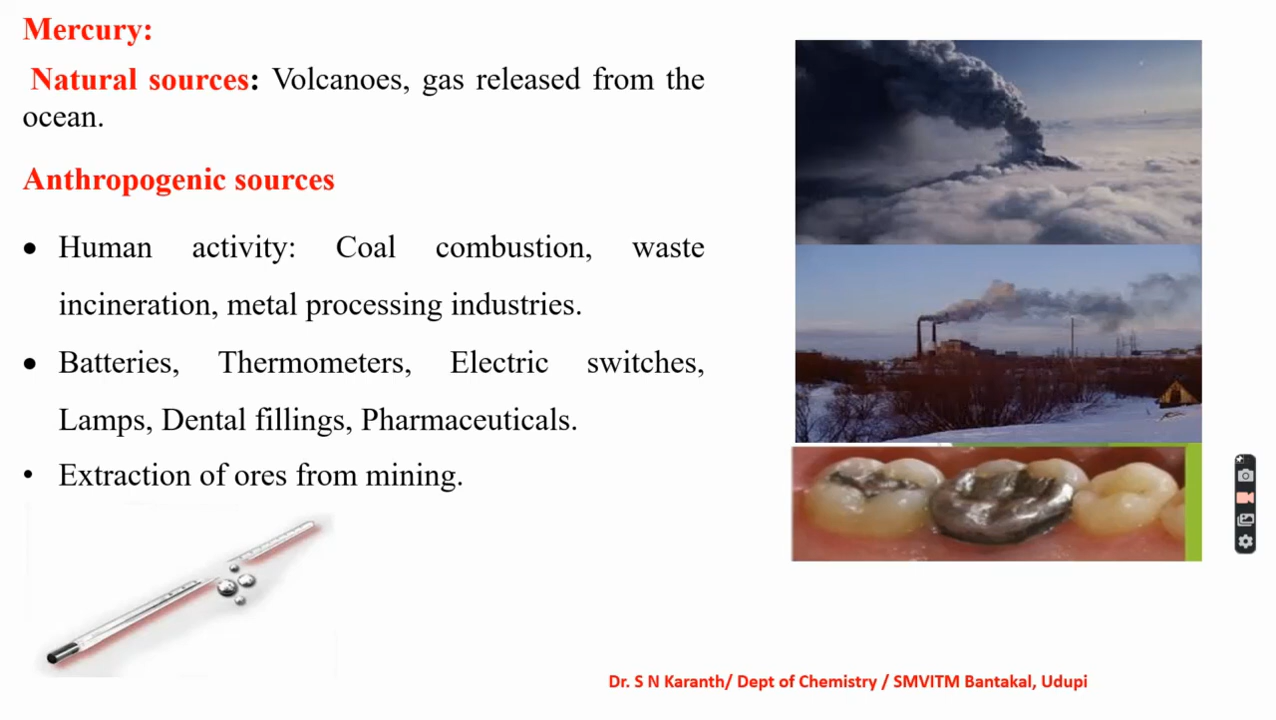 Mercury:
Natural sources: Volcanoes, gas released from the
ocean.
Anthropogenic sources
• Human activity: Coal combustion, waste
incineration, metal processing industries.
• Batteries, Thermometers, Electric switches,
Lamps, Dental fillings, Pharmaceuticals.
• Extraction of ores from mining.
Dr. S N Karanth/ Dept of Chemistry / SMVITM Bantakal, Udupi